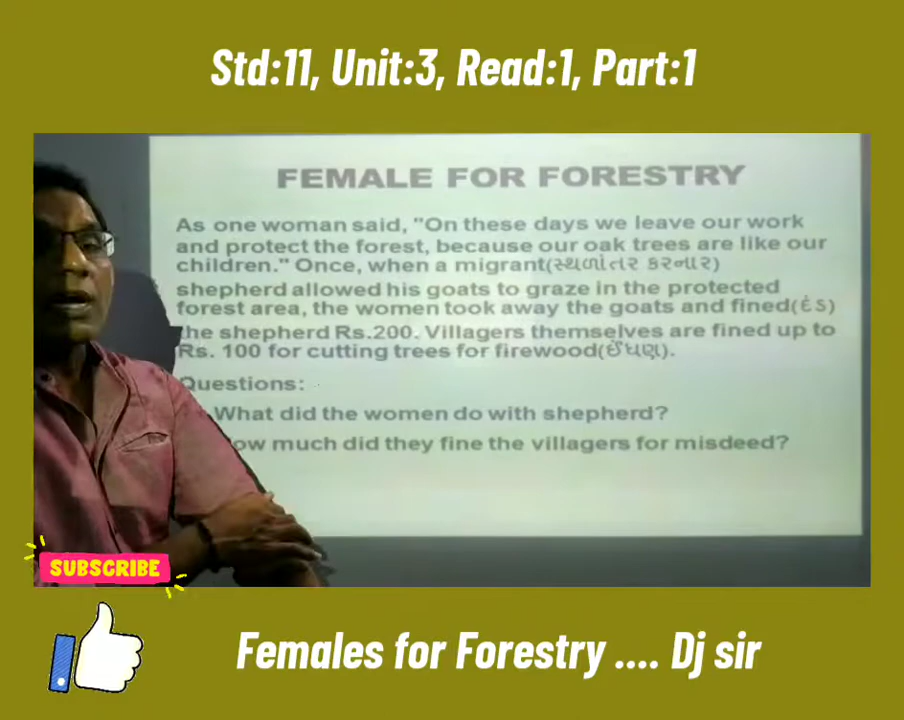 Std:11, Unit:3, Read:1, Part:1
FEMALE FOR FORESTRY
As one woman said, "On these days we leave our work
and protect the forest, because our oak trees are like our
children." Once, when a migrant(સ્થળાંતર કરનાર)
shepherd allowed his goats to graze in the protected
forest area, the women took away the goats and fined(દંડ)
the shepherd Rs.200. Villagers themselves are fined up to
Rs. 100 for cutting trees for firewood(ઈંધણ).
Questions:
What did the women do with shepherd?
How much did they fine the villagers for misdeed?
SUBSCRIBE
Females for Forestry .... Dj sir